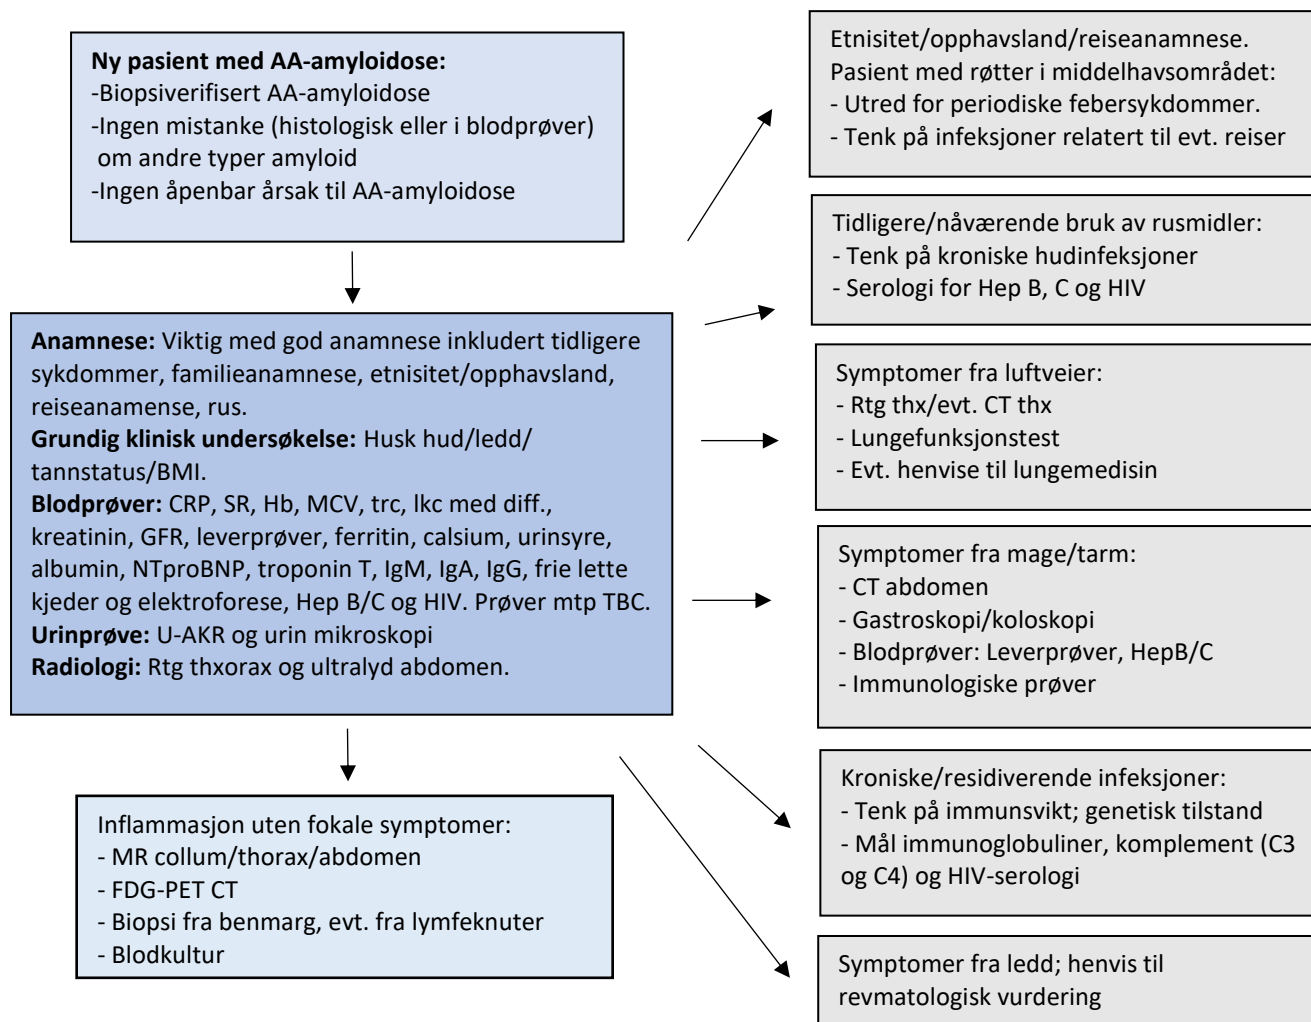 Ny pasient med AA-amyloidose:
-Biopsiverifisert AA-amyloidose
-Ingen mistanke (histologisk eller i blodprøver)
om andre typer amyloid
-Ingen åpenbar årsak til AA-amyloidose
Anamnese: Viktig med god anamnese inkludert tidligere
sykdommer, familieanamnese, etnisitet/opphavsland,
reiseanamense, rus.
Grundig klinisk undersøkelse: Husk hud/ledd/
tannstatus/BMI.
Blodprøver: CRP, SR, Hb, MCV, trc, lkc med diff.,
kreatinin, GFR, leverprøver, ferritin, calsium, urinsyre,
albumin, NTproBNP, troponin T, IgM, IgA, IgG, frie lette
kjeder og elektroforese, Hep B/C og HIV. Prøver mtp TBC.
Urinprøve: U-AKR og urin mikroskopi
Radiologi: Rtg thxorax og ultralyd abdomen.
Inflammasjon uten fokale symptomer:
- MR collum/thorax/abdomen
- FDG-PET CT
- Biopsi fra benmarg, evt. fra lymfeknuter
- Blodkultur
Etnisitet/opphavsland/reiseanamnese.
Pasient med røtter i middelhavsområdet:
- Utred for periodiske febersykdommer.
- Tenk på infeksjoner relatert til evt. reiser
Tidligere/nåværende bruk av rusmidler:
- Tenk på kroniske hudinfeksjoner
- Serologi for Hep B, C og HIV
Symptomer fra luftveier:
- Rtg thx/evt. CT thx
- Lungefunksjonstest
- Evt. henvise til lungemedisin
Symptomer fra mage/tarm:
- CT abdomen
- Gastroskopi/koloskopi
- Blodprøver: Leverprøver, HepB/C
- Immunologiske prøver
Kroniske/residiverende infeksjoner:
- Tenk på immunsvikt; genetisk tilstand
- Mål immunoglobuliner, komplement (C3
og C4) og HIV-serologi
Symptomer fra ledd; henvis til
revmatologisk vurdering